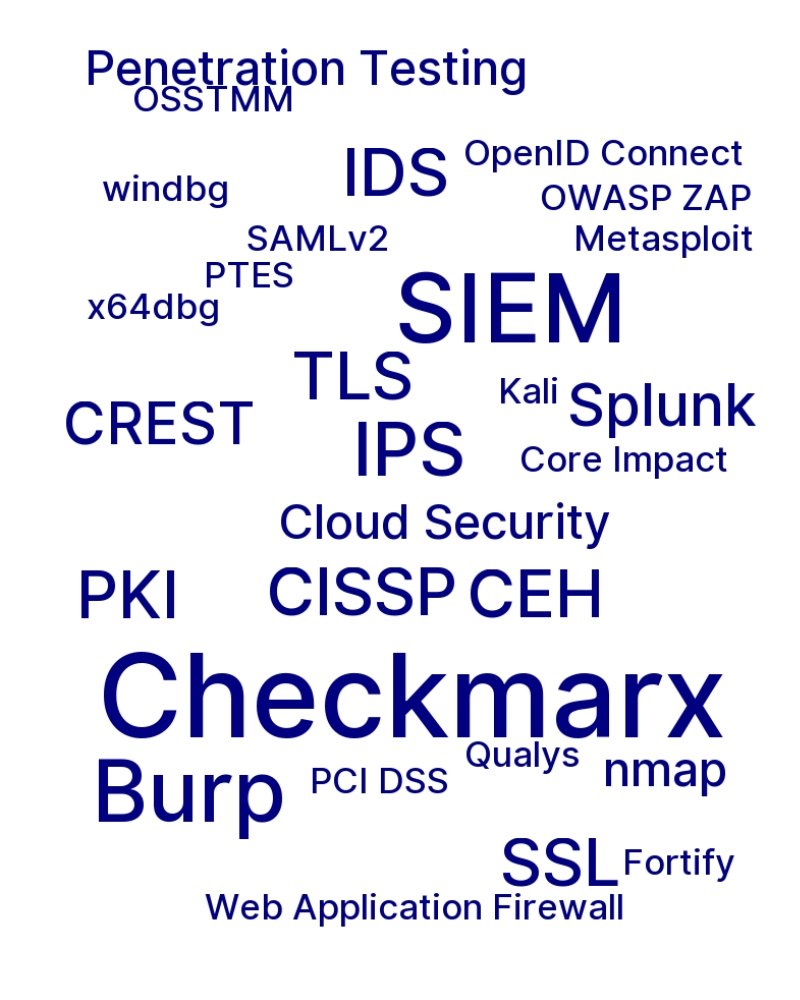 Penetration Testing
OSSTMM
IDS
OpenID Connect
windbg
OWASP ZAP
SAMLv2
Metasploit
PTES
SIEM
x64dbg
TLS
Kali
Splunk
CREST
IPS
Core Impact
Cloud Security
PKI
CISSP
CEH
Checkmarx
Qualys
Burp
PCI DSS
nmap
SSL
Fortify
Web Application Firewall